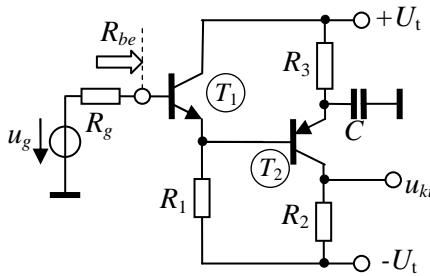 +U_t
R_be
R_3
T_1
u_g
R_g
C
T_2
R_1
u_ki
R_2
-U_t